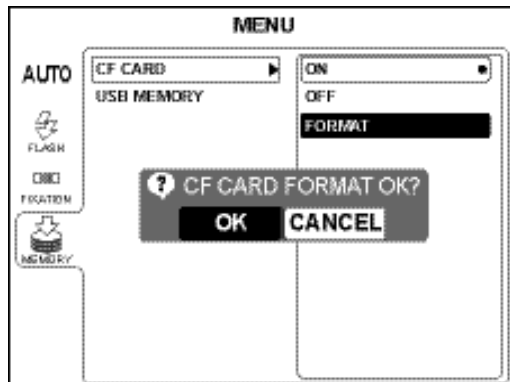 MENU
AUTO
CF CARD
ON
USB MEMORY
OFF
FLASH
FORMAT
FIXATION
CF CARD FORMAT OK?
OK CANCEL
MEMORY